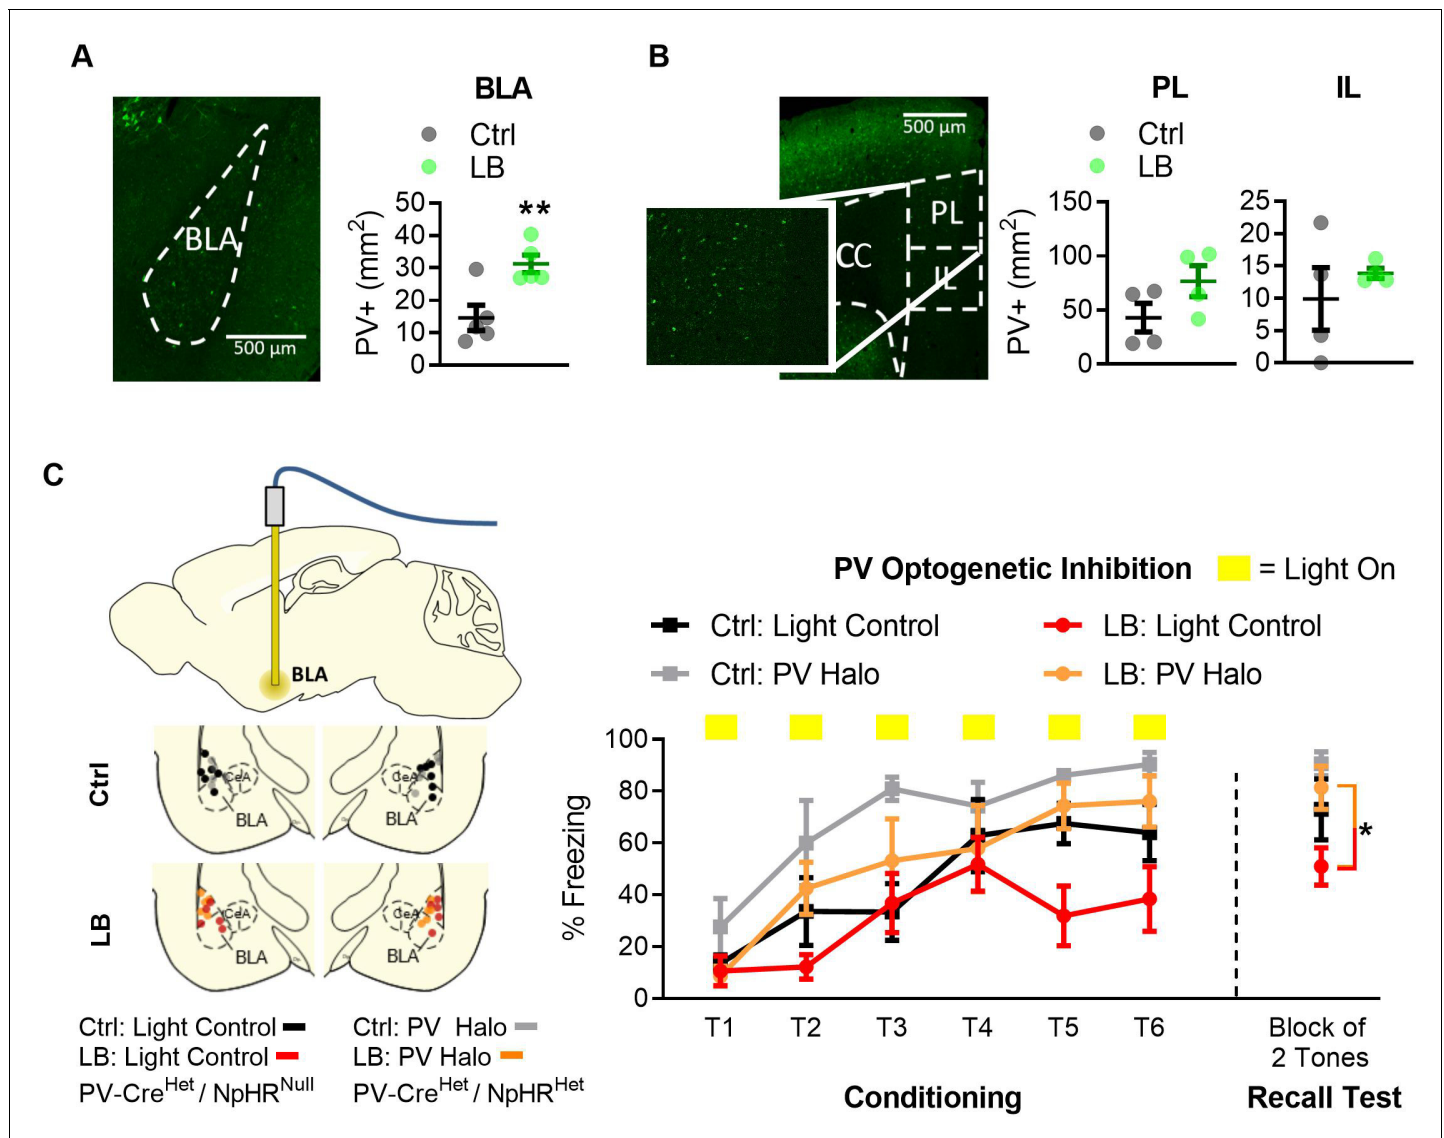 A
BLA
Ctrl
LB
BLA
500 µm
PV+ (mm2)
50
40
30
20
10
0
**
B
500 µm
PL
CC
IL
PL
IL
Ctrl
LB
PV+ (mm2)
150
100
50
0
25
20
15
10
5
0
C
BLA
Ctrl
CeA
BLA
CeA
BLA
LB
CeA
BLA
CeA
BLA
Ctrl: Light Control
Ctrl: PV Halo
LB: Light Control
LB: PV Halo
PV-CreHet / NpHRNull
PV-CreHet / NpHRHet
PV Optogenetic Inhibition = Light On
Ctrl: Light Control
LB: Light Control
Ctrl: PV Halo
LB: PV Halo
% Freezing
100
80
60
40
20
0
*
T1 T2 T3 T4 T5 T6
Block of
2 Tones
Conditioning
Recall Test